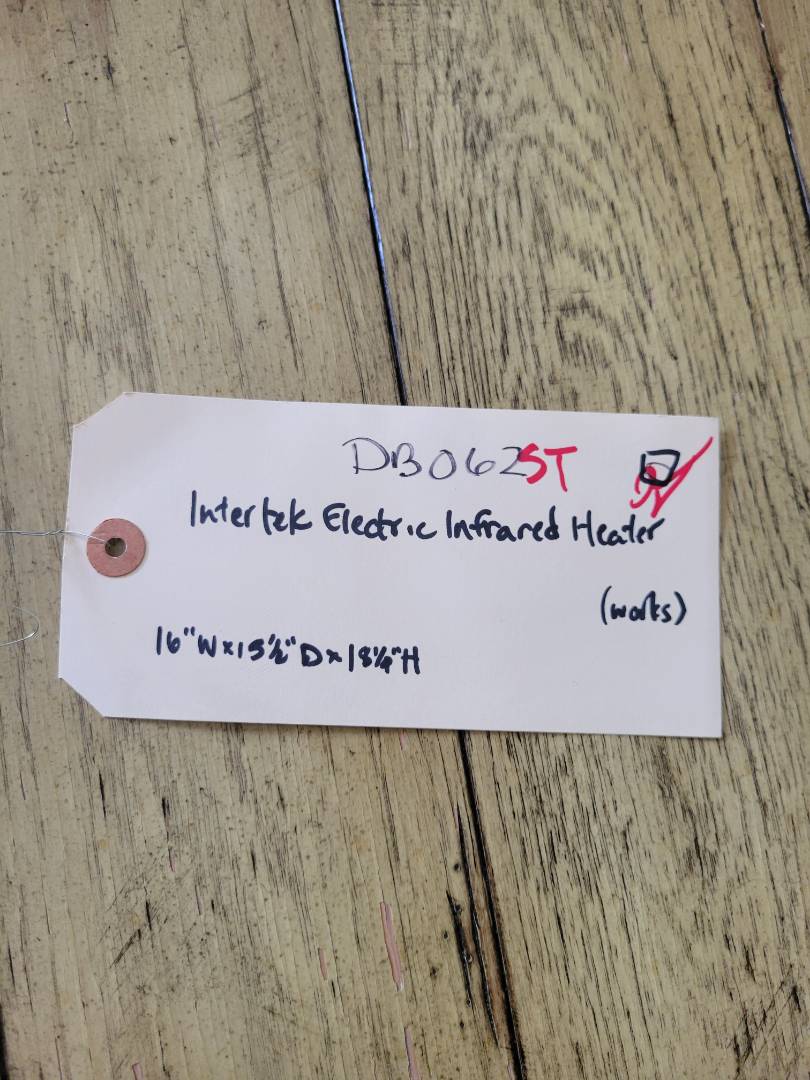 DB062ST
Intertek Electric Infrared Heater
(works)
16"W x 15½" D x 18¼" H